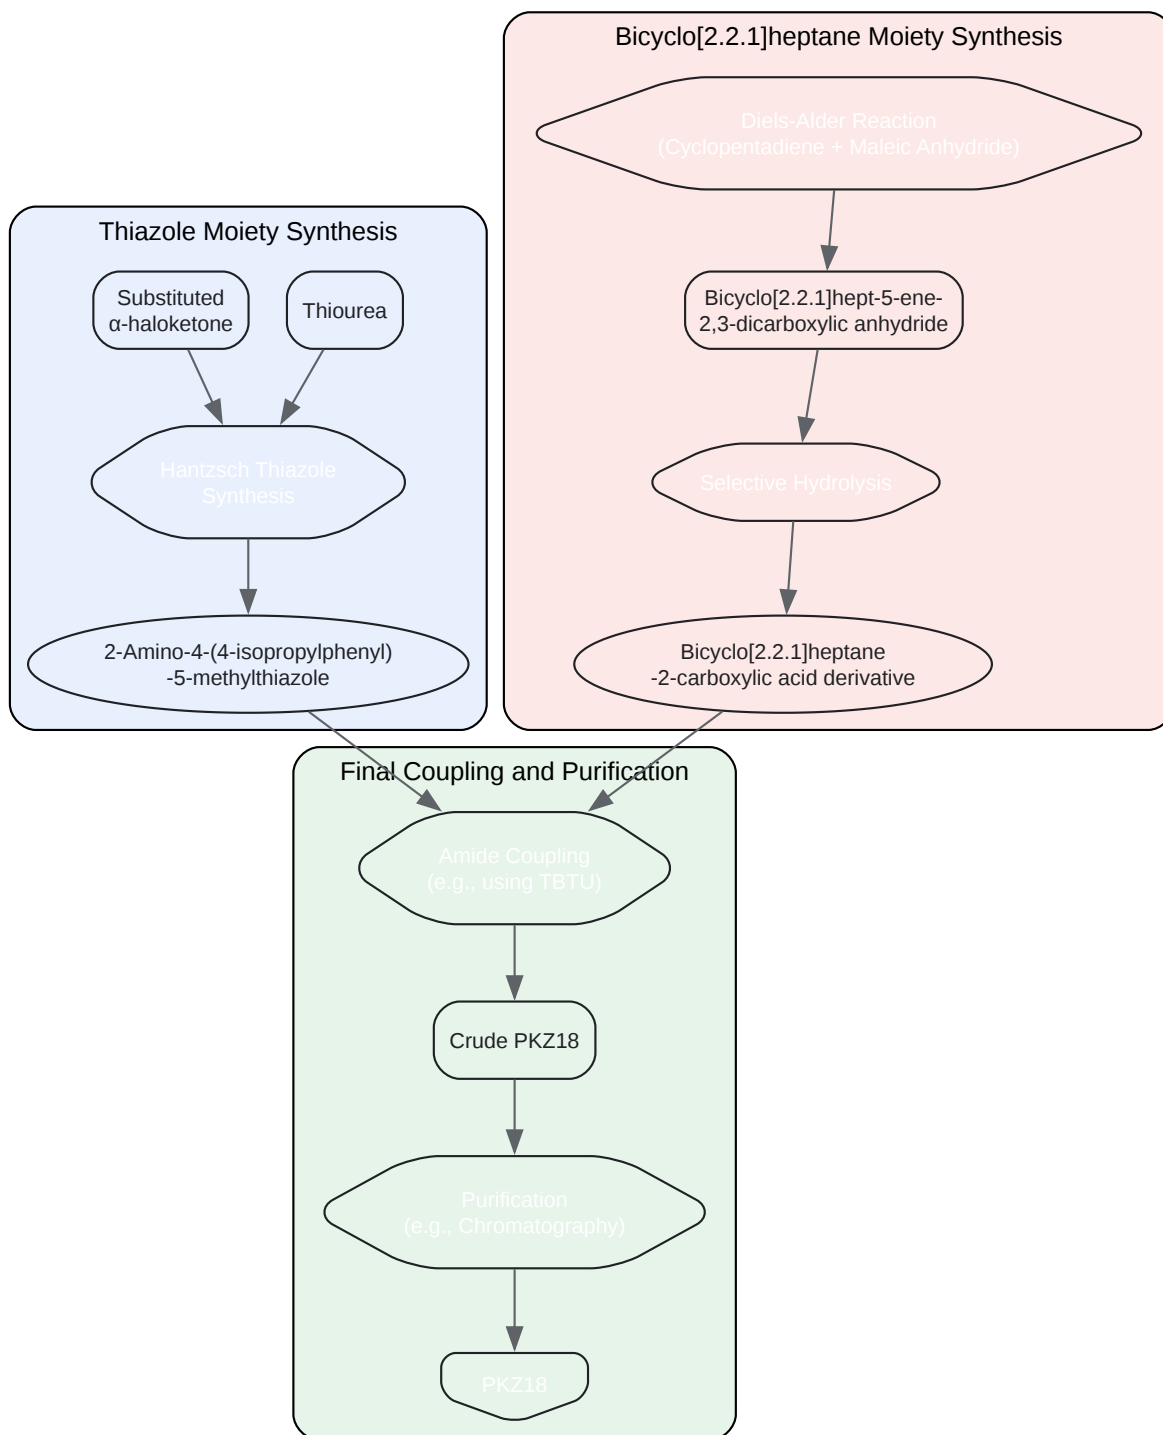 Bicyclo[2.2.1]heptane Moiety Synthesis
Diels-Alder Reaction
(Cyclopentadiene + Maleic Anhydride)
Bicyclo[2.2.1]hept-5-ene-
2,3-dicarboxylic anhydride
Selective Hydrolysis
Bicyclo[2.2.1]heptane
-2-carboxylic acid derivative
Thiazole Moiety Synthesis
Substituted
α-haloketone
Thiourea
Hantzsch Thiazole
Synthesis
2-Amino-4-(4-isopropylphenyl)
-5-methylthiazole
Final Coupling and Purification
Amide Coupling
(e.g., using TBTU)
Crude PKZ18
Purification
(e.g., Chromatography)
PKZ18